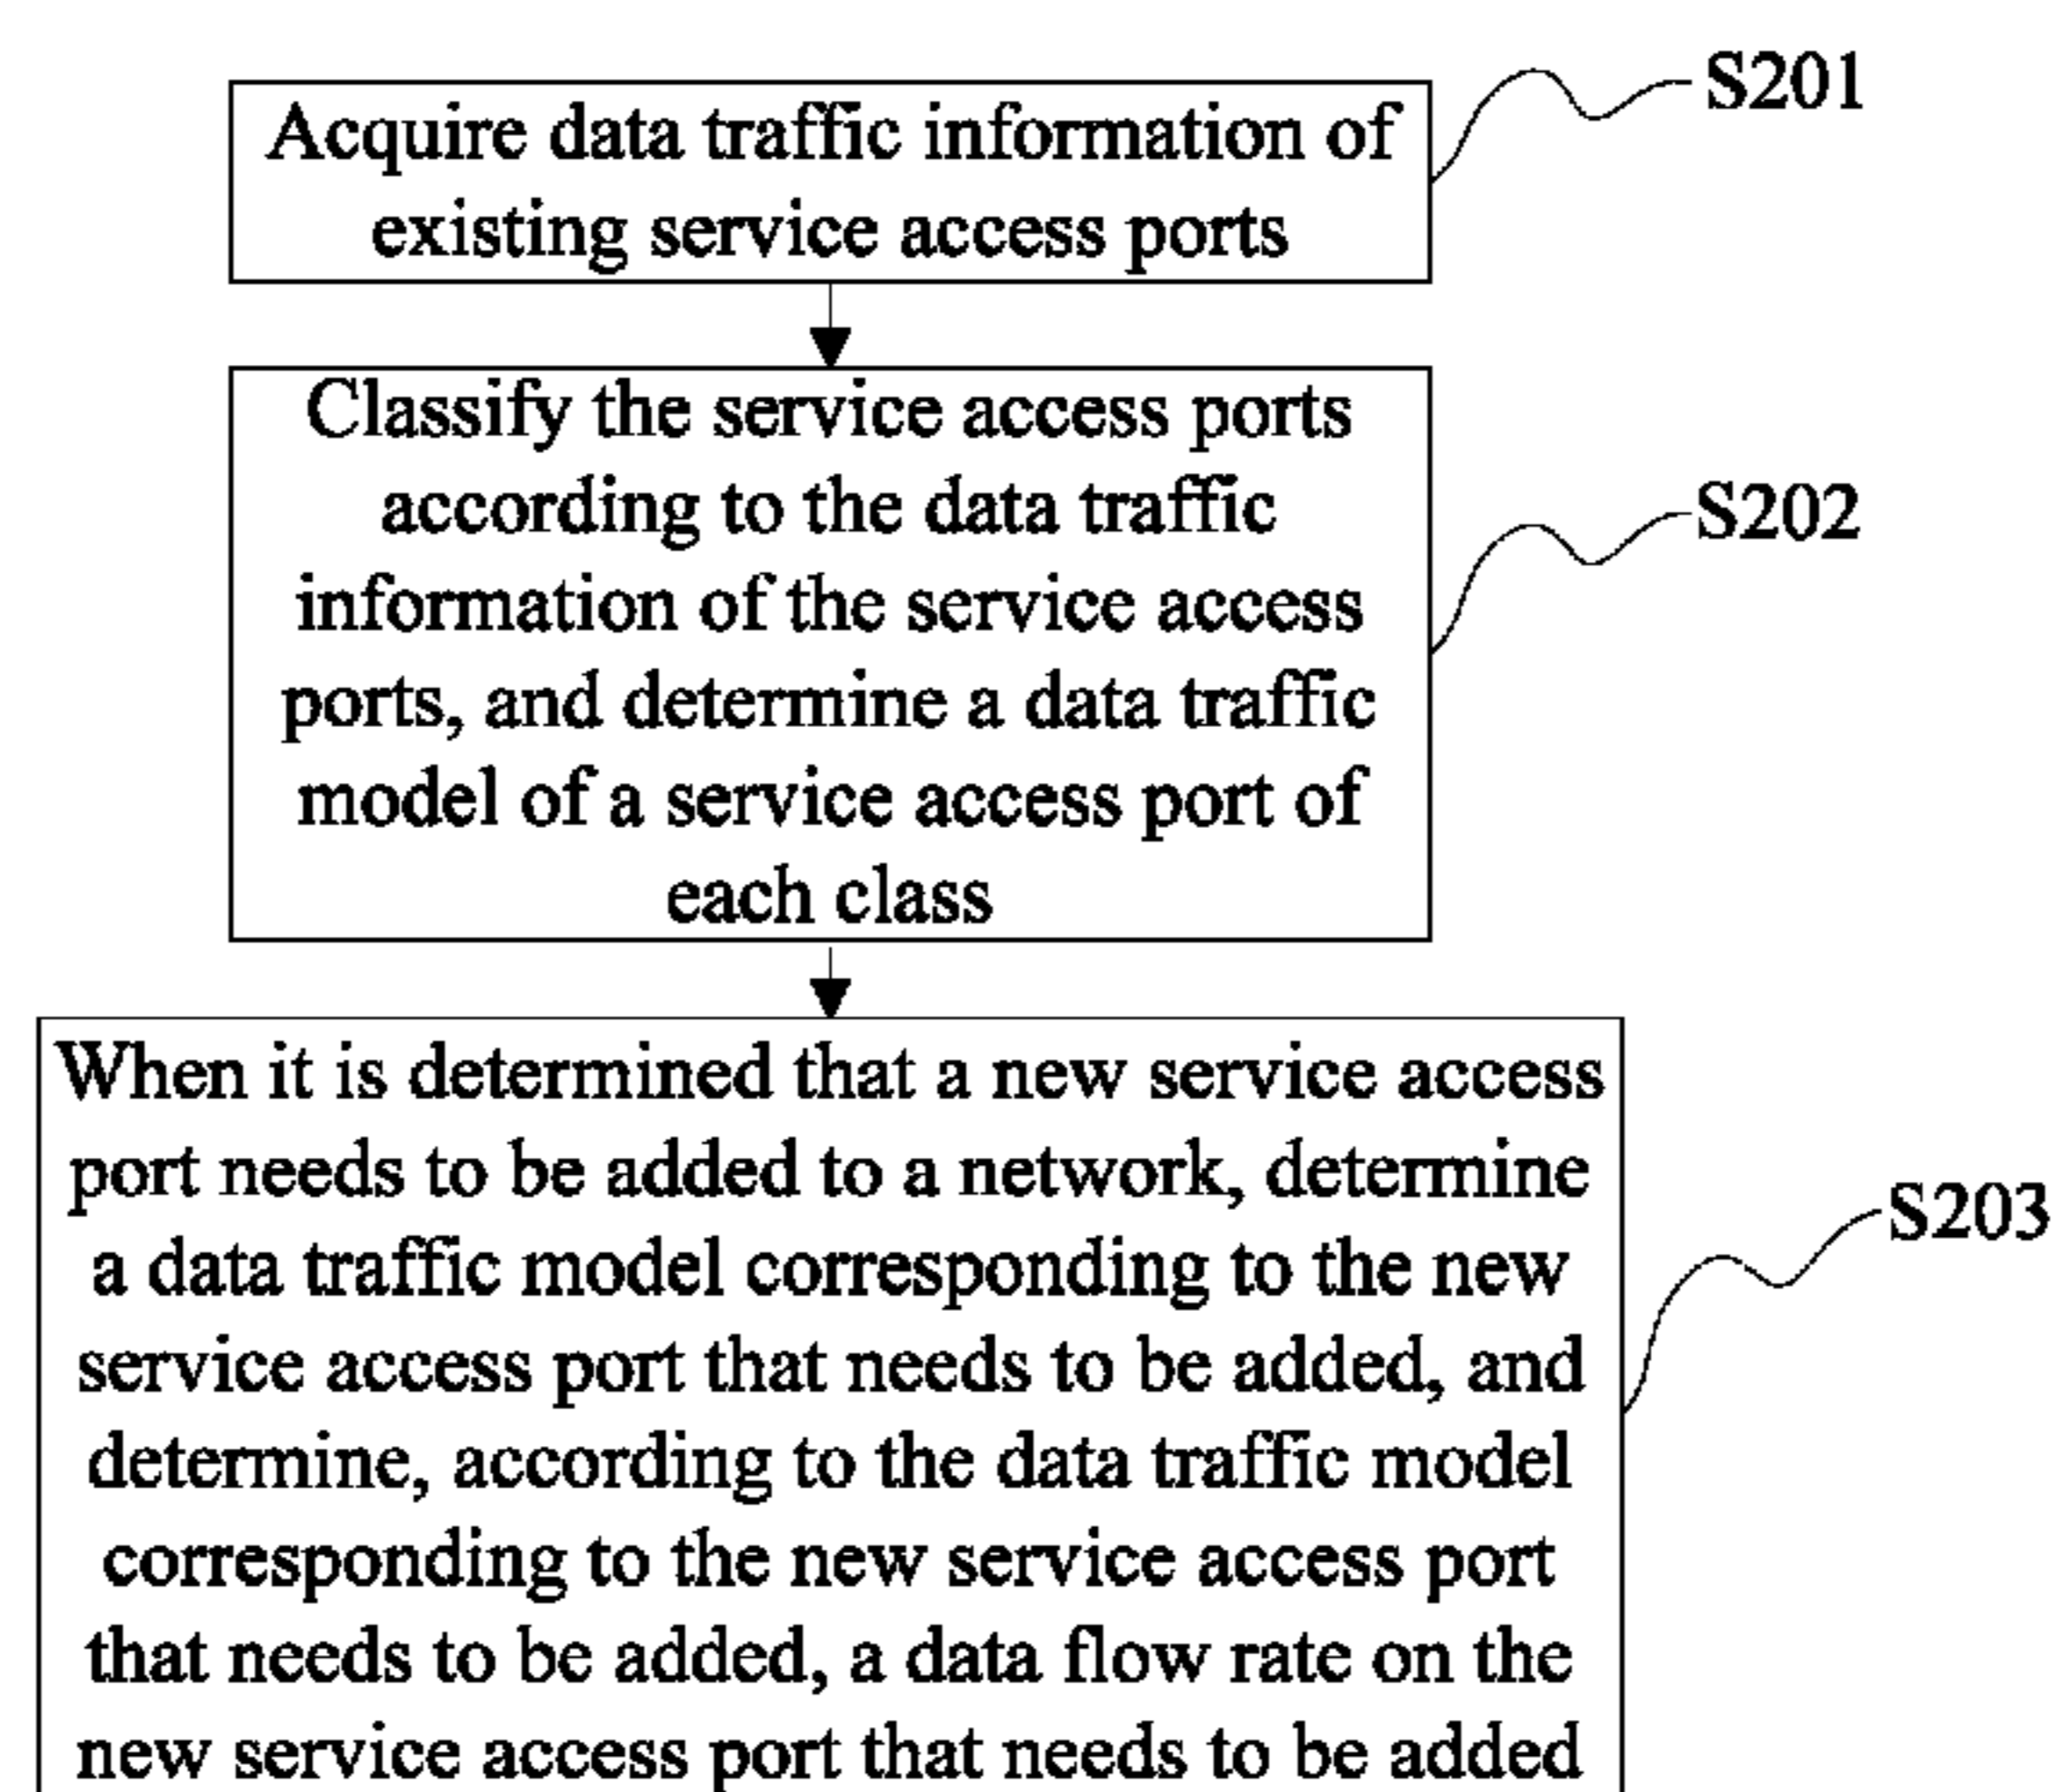 Acquire data traffic information of
existing service access ports
S201
Classify the service access ports
according to the data traffic
information of the service access
ports, and determine a data traffic
model of a service access port of
each class
S202
When it is determined that a new service access
port needs to be added to a network, determine
a data traffic model corresponding to the new
service access port that needs to be added, and
determine, according to the data traffic model
corresponding to the new service access port
that needs to be added, a data flow rate on the
new service access port that needs to be added
S203